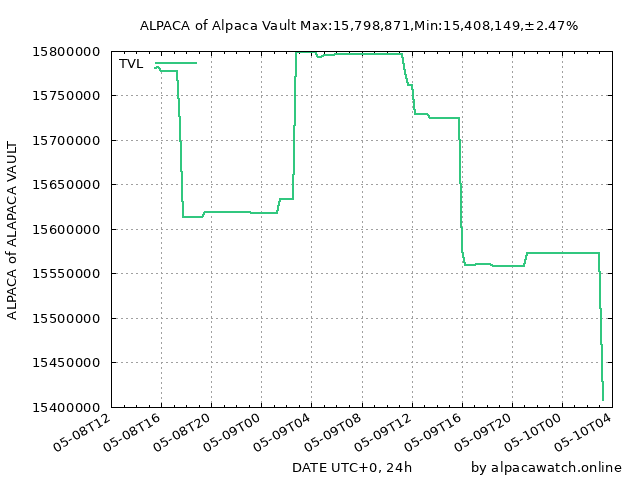 ALPACA of Alpaca Vault Max:15,798,871,Min:15,408,149,±2.47%
TVL
ALPACA of ALAPACA VAULT
15800000
15750000
15700000
15650000
15600000
15550000
15500000
15450000
15400000
05-08T12
05-08T16
05-08T20
05-09T00
05-09T04
05-09T08
05-09T12
05-09T16
05-09T20
05-10T00
05-10T04
DATE UTC+0, 24h
by alpacawatch.online